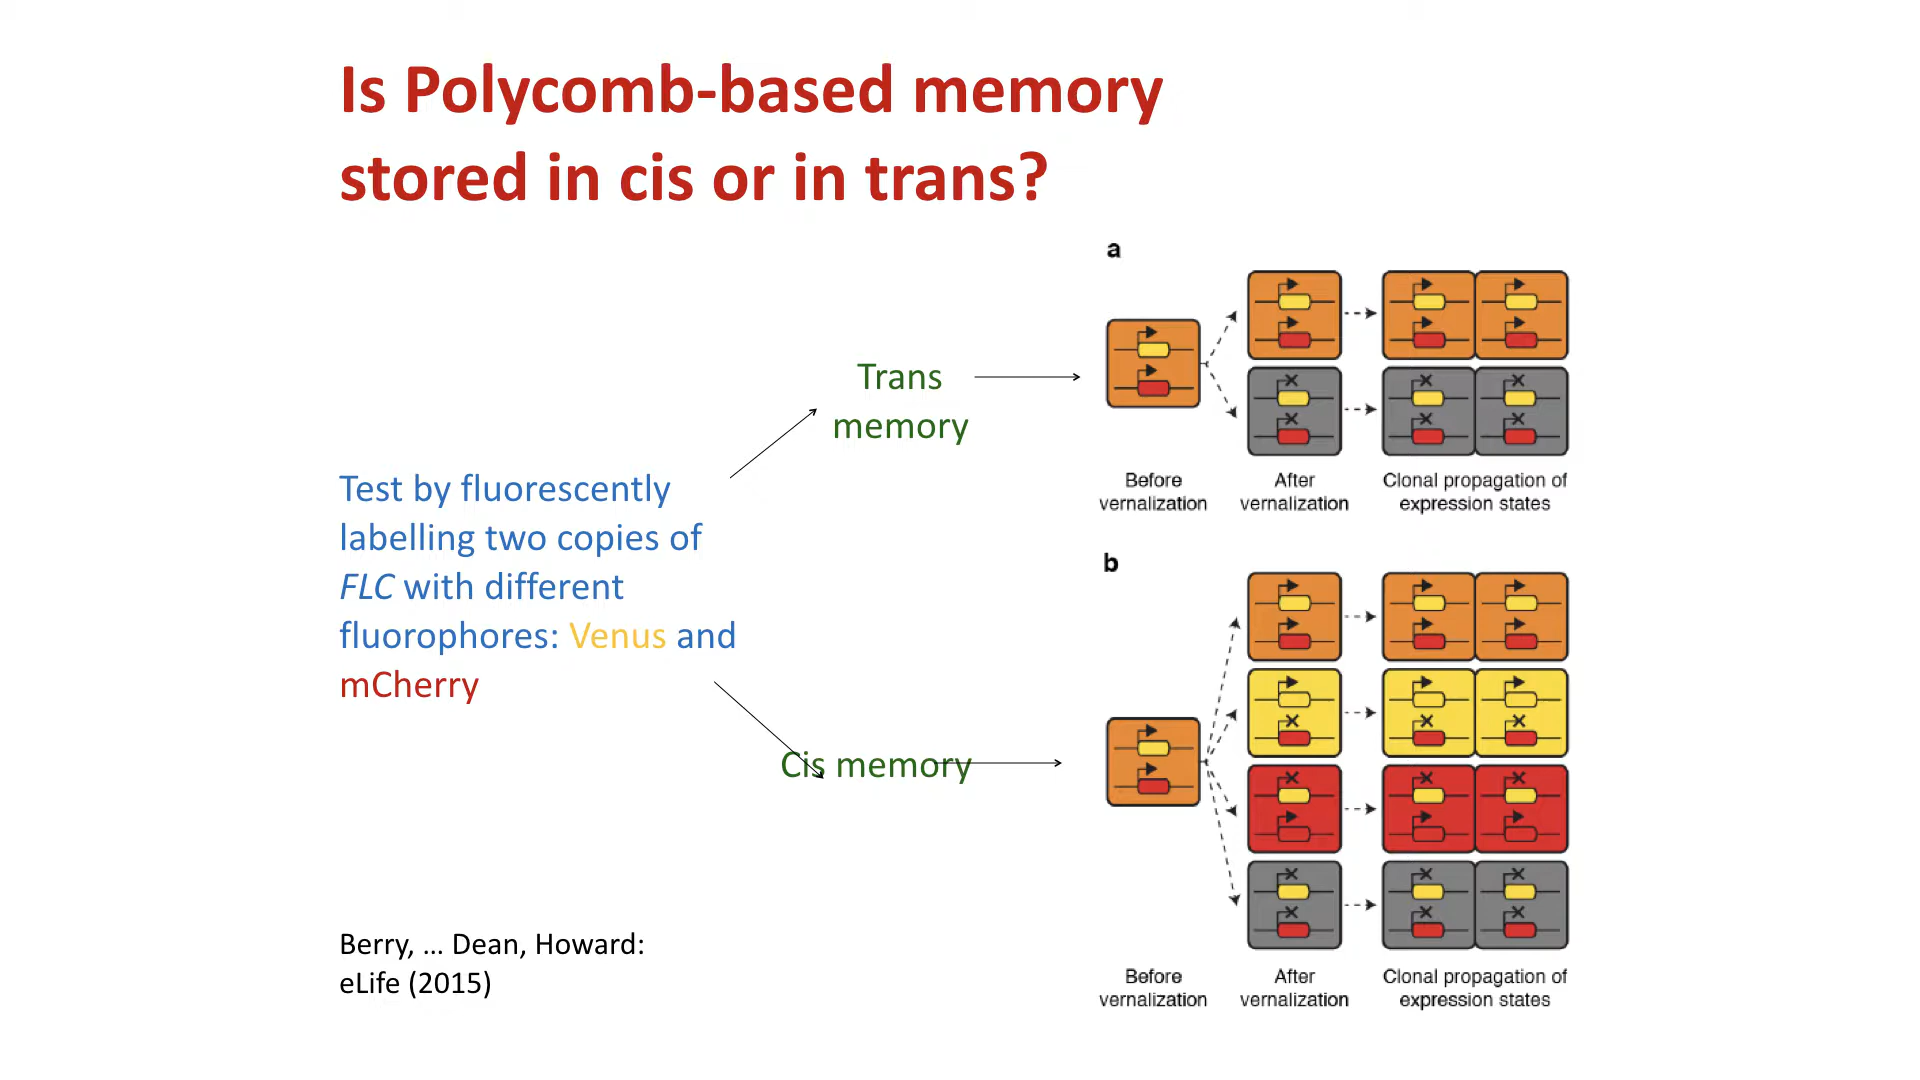 Is Polycomb-based memory
stored in cis or in trans?
Test by fluorescently
labelling two copies of
FLC with different
fluorophores: Venus and
mCherry
Trans
memory
Cis memory
a
Before
vernalization
After
vernalization
Clonal propagation of
expression states
b
Before
vernalization
After
vernalization
Clonal propagation of
expression states
Berry, ... Dean, Howard:
eLife (2015)